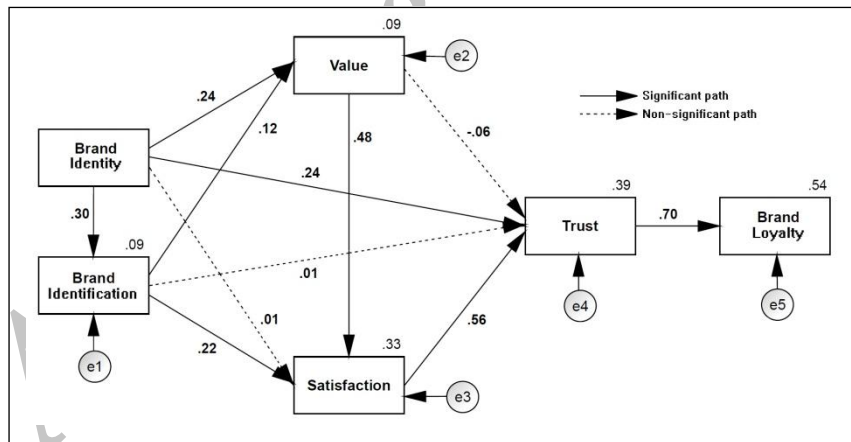 .09
Value
e2
Significant path
Non-significant path
.24
.12
.48
-.06
Brand
Identity
.24
.39
.54
.30
.09
Trust
.70
Brand
Loyalty
Brand
Identification
.01
.01
.56
e4
e5
.22
.33
e1
Satisfaction
e3